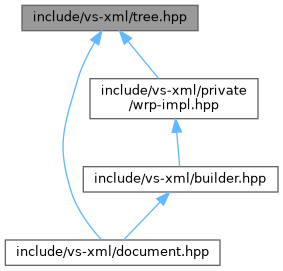 include/vs-xml/tree.hpp
include/vs-xml/private
/wrp-impl.hpp
include/vs-xml/builder.hpp
include/vs-xml/document.hpp